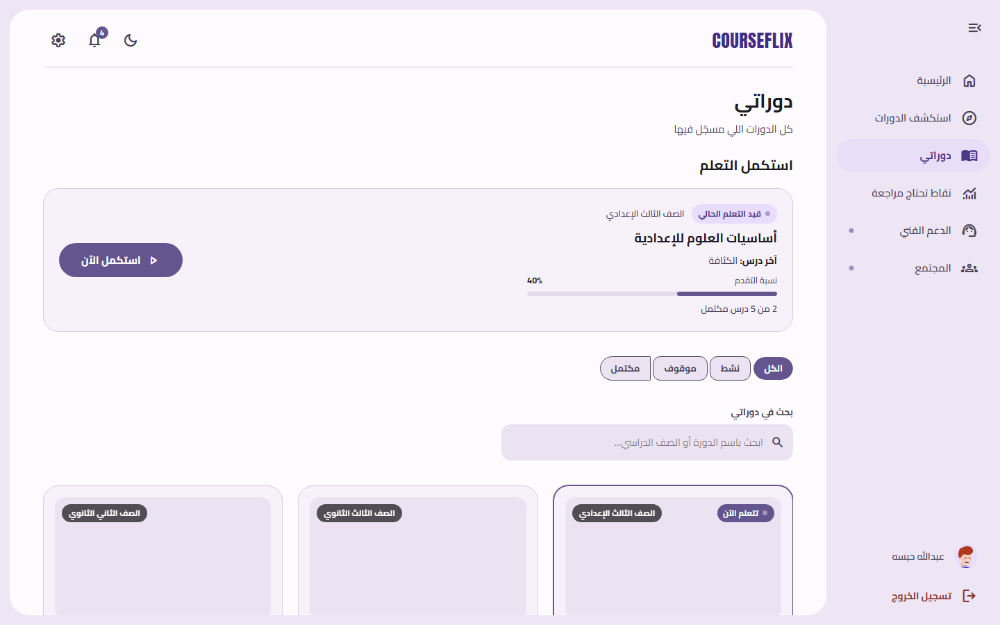 COURSEFLIX
4
دوراتي
كل الدورات اللي مسجّل فيها
استكمل التعلم
قيد التعلم الحالي
الصف الثالث الإعدادي
أساسيات العلوم للإعدادية
آخر درس: الكثافة
نسبة التقدم
40%
2 من 5 درس مكتمل
استكمل الآن
الكل
نشط
موقوف
مكتمل
بحث في دوراتي
ابحث باسم الدورة أو الصف الدراسي...
تتعلم الآن
الصف الثالث الإعدادي
الصف الثالث الثانوي
الصف الثاني الثانوي
الرئيسية
استكشف الدورات
دوراتي
نقاط تحتاج مراجعة
الدعم الفني
المجتمع
عبدالله حبسه
تسجيل الخروج